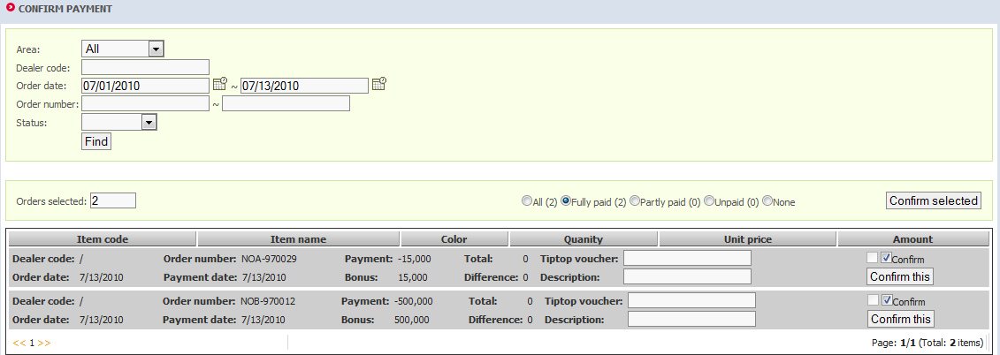 CONFIRM PAYMENT
Area: All
Dealer code:
Order date: 07/01/2010 ~ 07/13/2010
Order number: ~
Status:
Find
Orders selected: 2 All (2) Fully paid (2) Partly paid (0) Unpaid (0) None Confirm selected
Item code Item name Color Quanity Unit price Amount
Dealer code: / Order number: NOA-970029 Payment: -15,000 Total: 0 Tiptop voucher: Confirm
Order date: 7/13/2010 Payment date: 7/13/2010 Bonus: 15,000 Difference: 0 Description: Confirm this
Dealer code: / Order number: NOB-970012 Payment: -500,000 Total: 0 Tiptop voucher: Confirm
Order date: 7/13/2010 Payment date: 7/13/2010 Bonus: 500,000 Difference: 0 Description: Confirm this
<< 1 >> Page: 1/1 (Total: 2 items)